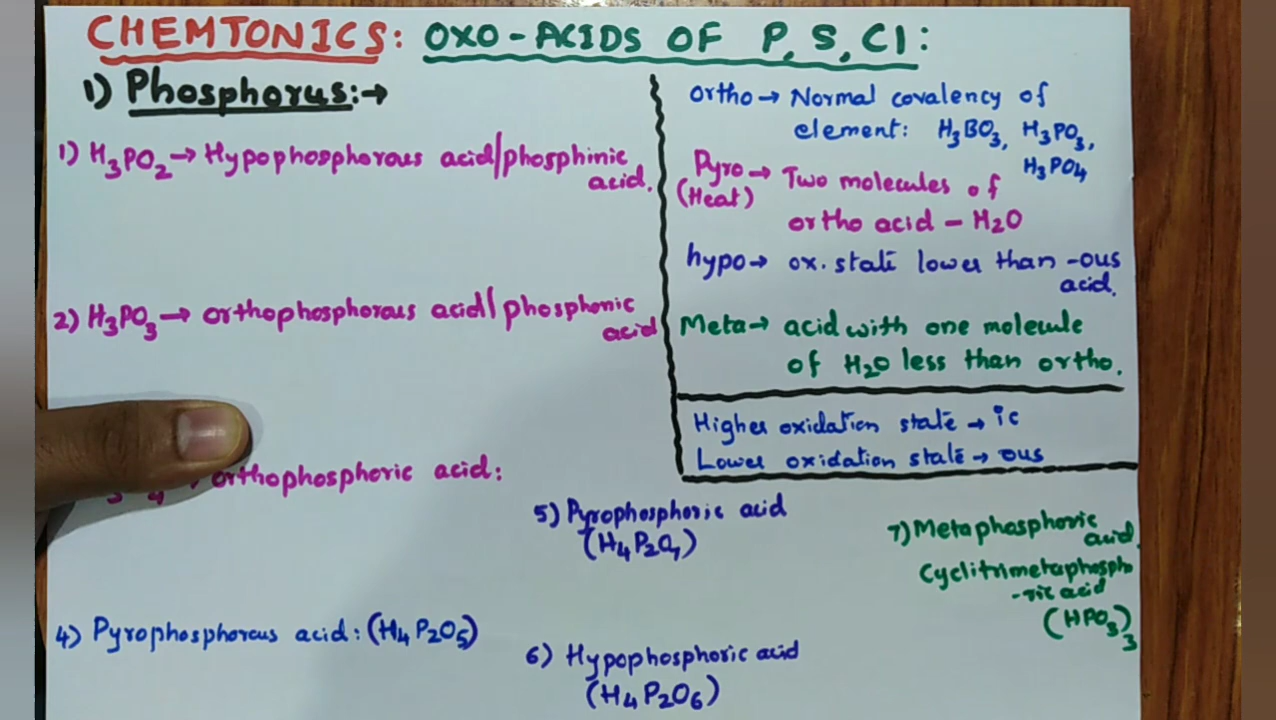 CHEMTONICS: OXO-ACIDS OF P, S, Cl:
1) Phosphorus:→
1) H₃PO₂ → Hypophosphorous acid/phosphinic
acid.
2) H₃PO₃ → orthophosphorous acid/phosphonic
acid
orthophosphoric acid:
4) Pyrophosphorous acid: (H₄P₂O₅)
5) Pyrophosphoric acid
(H₄P₂O₇)
6) Hypophosphoric acid
(H₄P₂O₆)
ortho → Normal covalency of
element: H₃BO₃, H₃PO₃,
H₃PO₄
Pyro → Two molecules of
(Heat)
ortho acid - H₂O
hypo → ox. state lower than -ous
acid.
Meta → acid with one molecule
of H₂O less than ortho.
Higher oxidation state → ic
Lower oxidation state → ous
7) Metaphosphoric
acid.
Cyclitrimetaphospho
-ric acid
(HPO₃)₃